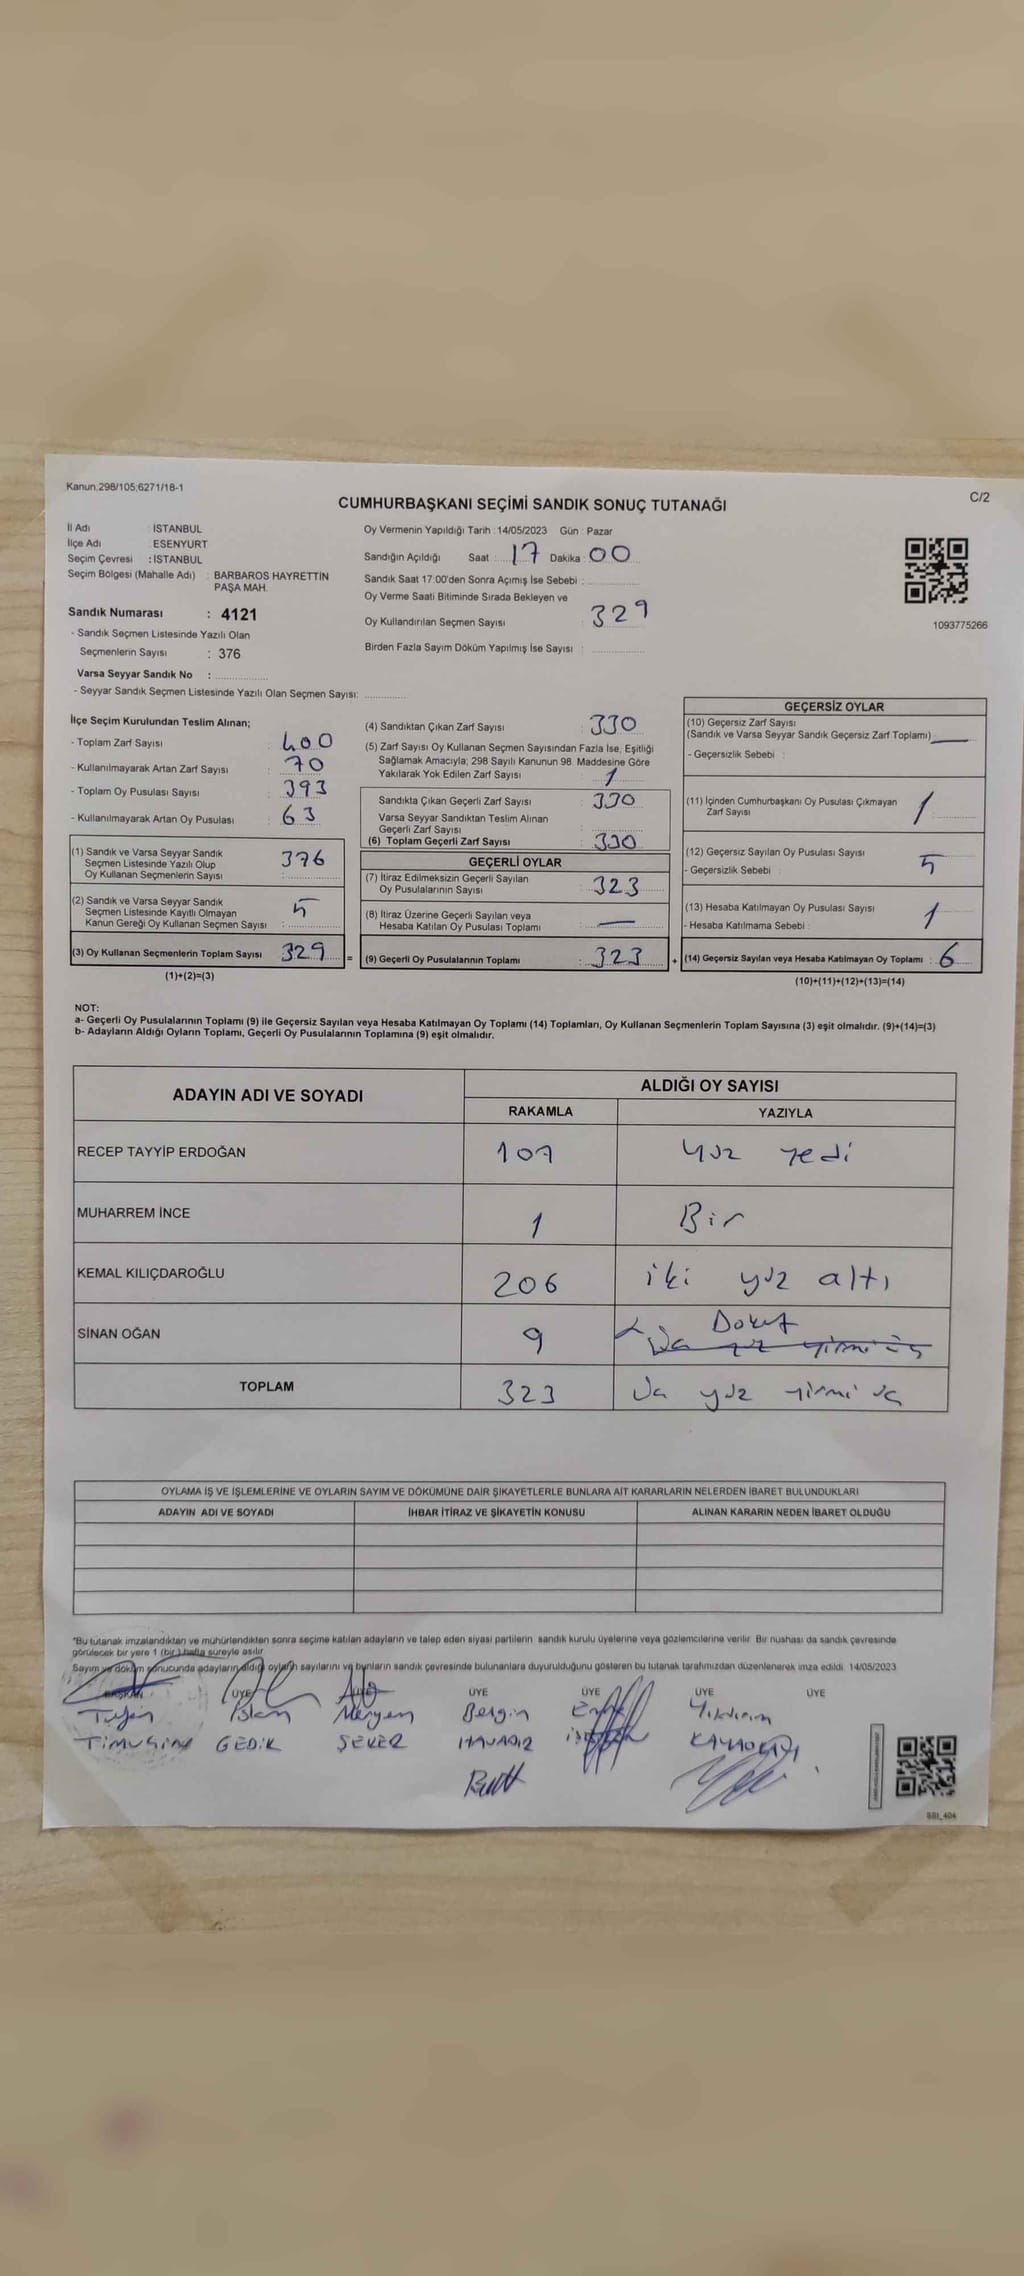 Kanun;298/105;6271/18-1
C/2
CUMHURBAŞKANI SEÇİMİ SANDIK SONUÇ TUTANAĞI
İl Adı : İSTANBUL
İlçe Adı : ESENYURT
Seçim Çevresi : İSTANBUL
Seçim Bölgesi (Mahalle Adı) : BARBAROS HAYRETTİN
PAŞA MAH.
Sandık Numarası : 4121
- Sandık Seçmen Listesinde Yazılı Olan
Seçmenlerin Sayısı : 376
Varsa Seyyar Sandık No :
- Seyyar Sandık Seçmen Listesinde Yazılı Olan Seçmen Sayısı:
Oy Vermenin Yapıldığı Tarih : 14/05/2023 Gün : Pazar
Sandığın Açıldığı Saat : 17 Dakika : 00
Sandık Saat 17:00'den Sonra Açımış İse Sebebi :
Oy Verme Saati Bitiminde Sırada Bekleyen ve
Oy Kullandırılan Seçmen Sayısı : 329
Birden Fazla Sayım Döküm Yapılmış İse Sayısı :
1093775266
İlçe Seçim Kurulundan Teslim Alınan;
- Toplam Zarf Sayısı : 400
- Kullanılmayarak Artan Zarf Sayısı : 70
- Toplam Oy Pusulası Sayısı : 393
- Kullanılmayarak Artan Oy Pusulası : 63
(1) Sandık ve Varsa Seyyar Sandık
Seçmen Listesinde Yazılı Olup
Oy Kullanan Seçmenlerin Sayısı : 376
(2) Sandık ve Varsa Seyyar Sandık
Seçmen Listesinde Kayıtlı Olmayan
Kanun Gereği Oy Kullanan Seçmen Sayısı : 5
(3) Oy Kullanan Seçmenlerin Toplam Sayısı : 329 =
(1)+(2)=(3)
(4) Sandıktan Çıkan Zarf Sayısı : 330
(5) Zarf Sayısı Oy Kullanan Seçmen Sayısından Fazla İse, Eşitliği
Sağlamak Amacıyla; 298 Sayılı Kanunun 98. Maddesine Göre
Yakılarak Yok Edilen Zarf Sayısı : 1
Sandıkta Çıkan Geçerli Zarf Sayısı : 330
Varsa Seyyar Sandıktan Teslim Alınan
Geçerli Zarf Sayısı :
(6) Toplam Geçerli Zarf Sayısı : 330
GEÇERLİ OYLAR
(7) İtiraz Edilmeksizin Geçerli Sayılan
Oy Pusulalarının Sayısı : 323
(8) İtiraz Üzerine Geçerli Sayılan veya
Hesaba Katılan Oy Pusulası Toplamı : —
(9) Geçerli Oy Pusulalarının Toplamı : 323 +
GEÇERSİZ OYLAR
(10) Geçersiz Zarf Sayısı
(Sandık ve Varsa Seyyar Sandık Geçersiz Zarf Toplamı) —
- Geçersizlik Sebebi :
(11) İçinden Cumhurbaşkanı Oy Pusulası Çıkmayan
Zarf Sayısı : 1
(12) Geçersiz Sayılan Oy Pusulası Sayısı : 5
- Geçersizlik Sebebi :
(13) Hesaba Katılmayan Oy Pusulası Sayısı : 1
- Hesaba Katılmama Sebebi :
(14) Geçersiz Sayılan veya Hesaba Katılmayan Oy Toplamı : 6
(10)+(11)+(12)+(13)=(14)
NOT:
a- Geçerli Oy Pusulalarının Toplamı (9) ile Geçersiz Sayılan veya Hesaba Katılmayan Oy Toplamı (14) Toplamları, Oy Kullanan Seçmenlerin Toplam Sayısına (3) eşit olmalıdır. (9)+(14)=(3)
b- Adayların Aldığı Oyların Toplamı, Geçerli Oy Pusulalarının Toplamına (9) eşit olmalıdır.
ADAYIN ADI VE SOYADI
ALDIĞI OY SAYISI
RAKAMLA YAZIYLA
RECEP TAYYİP ERDOĞAN 107 yüz yedi
MUHARREM İNCE 1 Bir
KEMAL KILIÇDAROĞLU 206 iki yüz altı
SİNAN OĞAN 9 Dokuz
TOPLAM 323 üç yüz yirmi üç
OYLAMA İŞ VE İŞLEMLERİNE VE OYLARIN SAYIM VE DÖKÜMÜNE DAİR ŞİKAYETLERLE BUNLARA AİT KARARLARIN NELERDEN İBARET BULUNDUKLARI
ADAYIN ADI VE SOYADI İHBAR İTİRAZ VE ŞİKAYETİN KONUSU ALINAN KARARIN NEDEN İBARET OLDUĞU
*Bu tutanak imzalandıktan ve mühürlendikten sonra seçime katılan adayların ve talep eden siyasi partilerin sandık kurulu üyelerine veya gözlemcilerine verilir. Bir nushası da sandık çevresinde
görülecek bir yere 1 (bir ) hafta süreyle asılır
Sayım ve döküm sonucunda adayların aldığı oyların sayılarını ve bunların sandık çevresinde bulunanlara duyurulduğunu gösteren bu tutanak tarafımızdan düzenlenerek imza edildi. 14/05/2023
BAŞKAN ÜYE ÜYE ÜYE ÜYE ÜYE ÜYE
Aslan Meryem Bergin Yıldırım
GEDİK ŞEKER
SSI_404